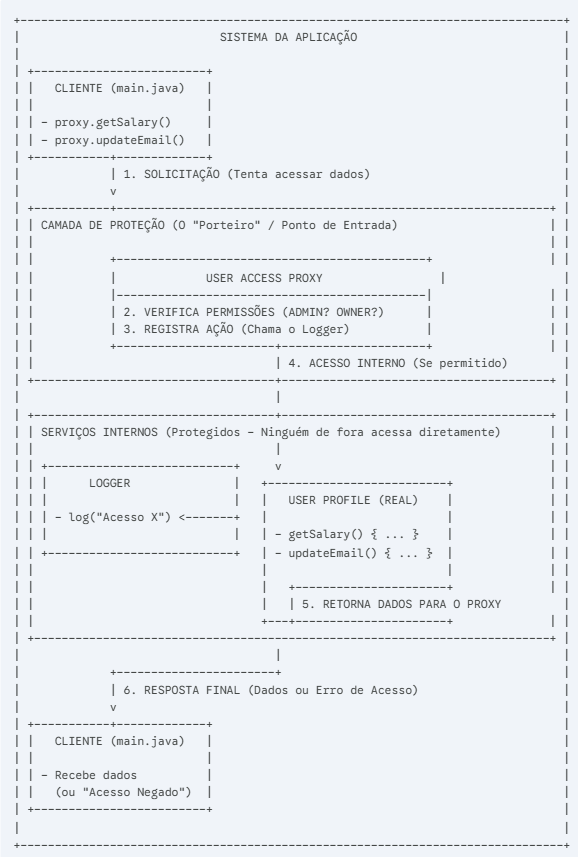 SISTEMA DA APLICAÇÃO
CLIENTE (main.java)
- proxy.getSalary()
- proxy.updateEmail()
1. SOLICITAÇÃO (Tenta acessar dados)
v
CAMADA DE PROTEÇÃO (O "Porteiro" / Ponto de Entrada)
USER ACCESS PROXY
2. VERIFICA PERMISSÕES (ADMIN? OWNER?)
3. REGISTRA AÇÃO (Chama o Logger)
4. ACESSO INTERNO (Se permitido)
SERVIÇOS INTERNOS (Protegidos - Ninguém de fora acessa diretamente)
v
LOGGER
USER PROFILE (REAL)
- log("Acesso X") <-------+
- getSalary() { ... }
- updateEmail() { ... }
5. RETORNA DADOS PARA O PROXY
6. RESPOSTA FINAL (Dados ou Erro de Acesso)
v
CLIENTE (main.java)
- Recebe dados
(ou "Acesso Negado")